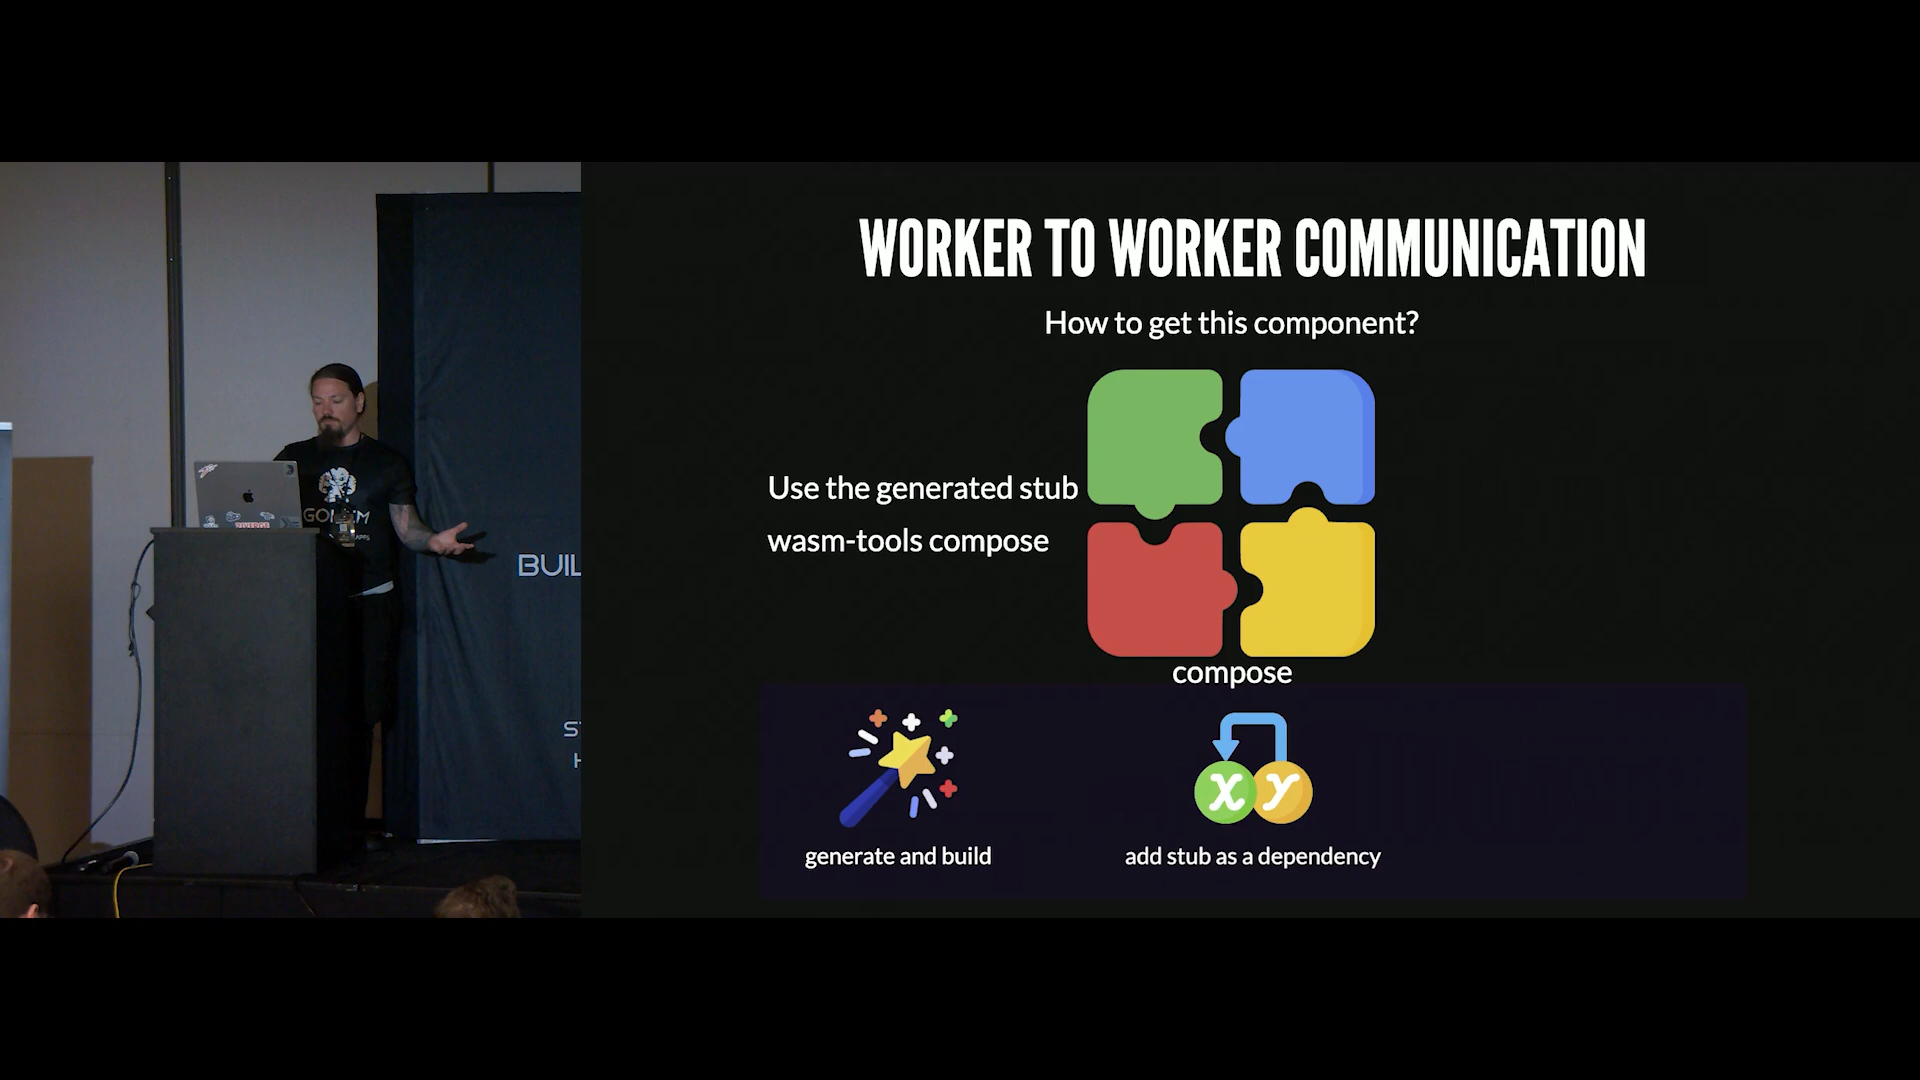 WORKER TO WORKER COMMUNICATION
How to get this component?
Use the generated stub
wasm-tools compose
compose
X Y
generate and build
add stub as a dependency
BUIL